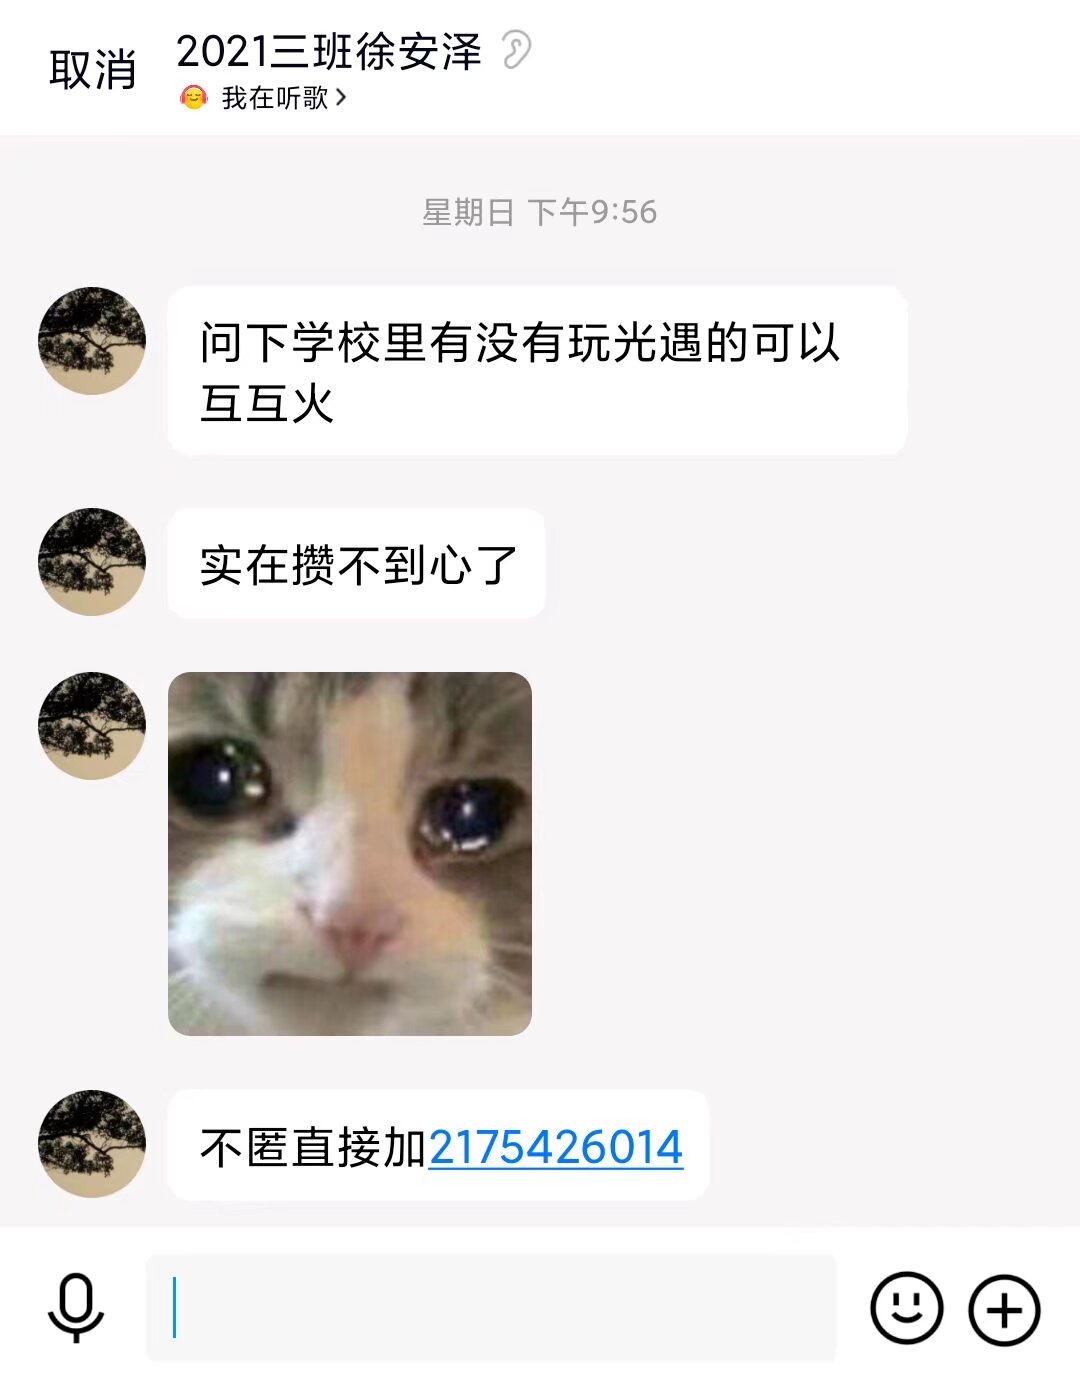 取消
2021三班徐安泽
我在听歌
星期日 下午9:56
问下学校里有没有玩光遇的可以
互互火
实在攒不到心了
不匿直接加2175426014